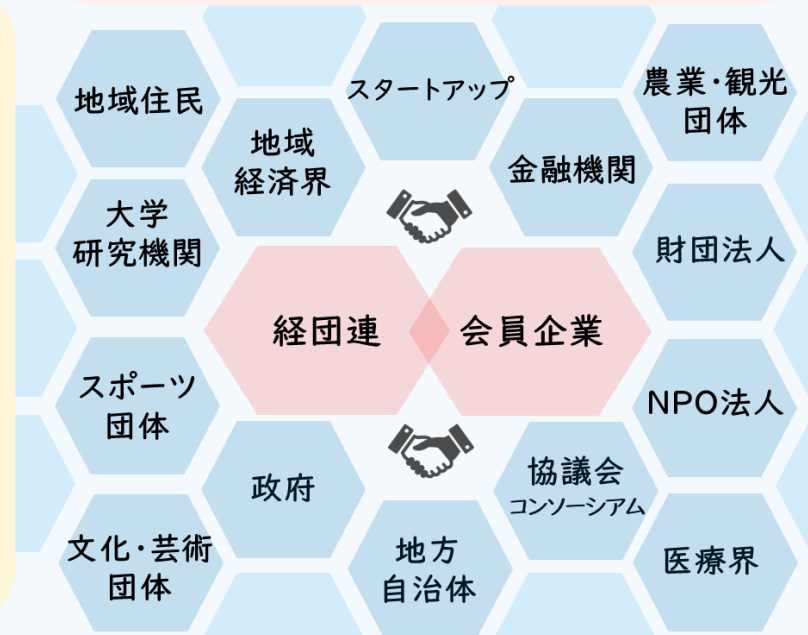 地域住民
地域
経済界
スタートアップ
金融機関
農業・観光
団体
大学
研究機関
財団法人
経団連
会員企業
スポーツ
団体
NPO法人
政府
協議会
コンソーシアム
文化・芸術
団体
地方
自治体
医療界